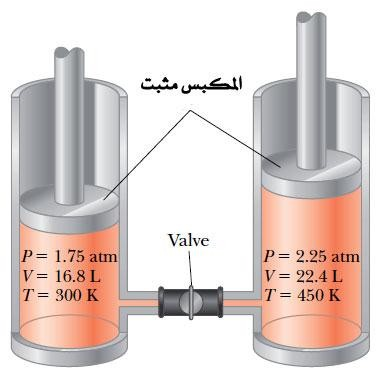 المكبس مثبت
Valve
P = 1.75 atm
V = 16.8 L
T = 300 K
P = 2.25 atm
V = 22.4 L
T = 450 K